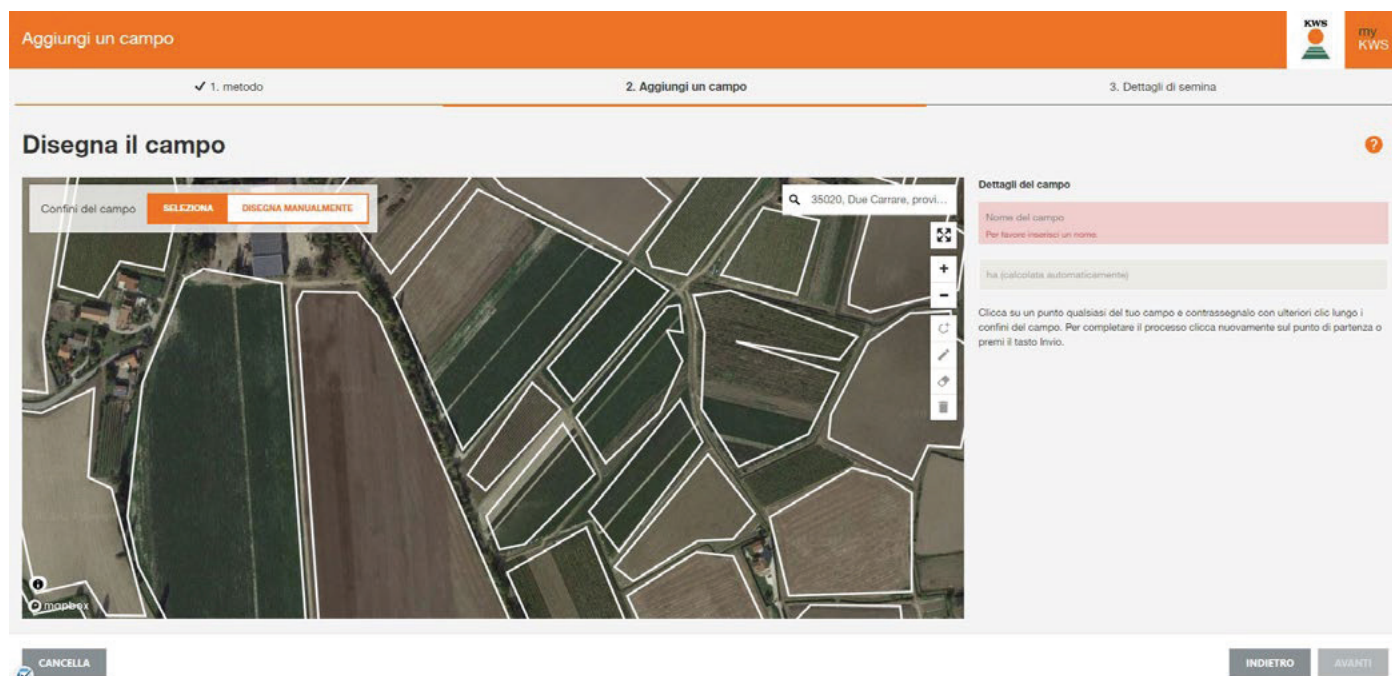 Aggiungi un campo
KWS
my
KWS
✓ 1. metodo
2. Aggiungi un campo
3. Dettagli di semina
Disegna il campo
?
Confini del campo
SELEZIONA
DISEGNA MANUALMENTE
35020, Due Carrare, provi...
Dettagli del campo
Nome del campo
Per favore inserisci un nome.
ha (calcolata automaticamente)
Clicca su un punto qualsiasi del tuo campo e contrassegnalo con ulteriori clic lungo i
confini del campo. Per completare il processo clicca nuovamente sul punto di partenza o
premi il tasto Invio.
mapbox
CANCELLA
INDIETRO
AVANTI